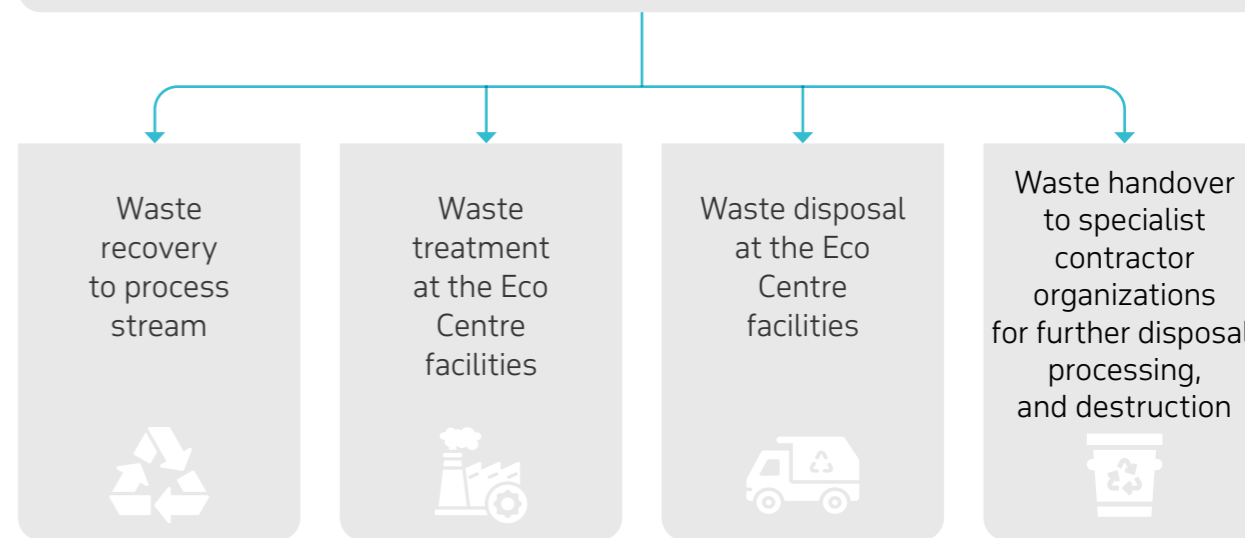 Waste
recovery
to process
stream
Waste
treatment
at the Eco
Centre
facilities
Waste disposal
at the Eco
Centre
facilities
Waste handover
to specialist
contractor
organizations
for further disposal
processing,
and destruction